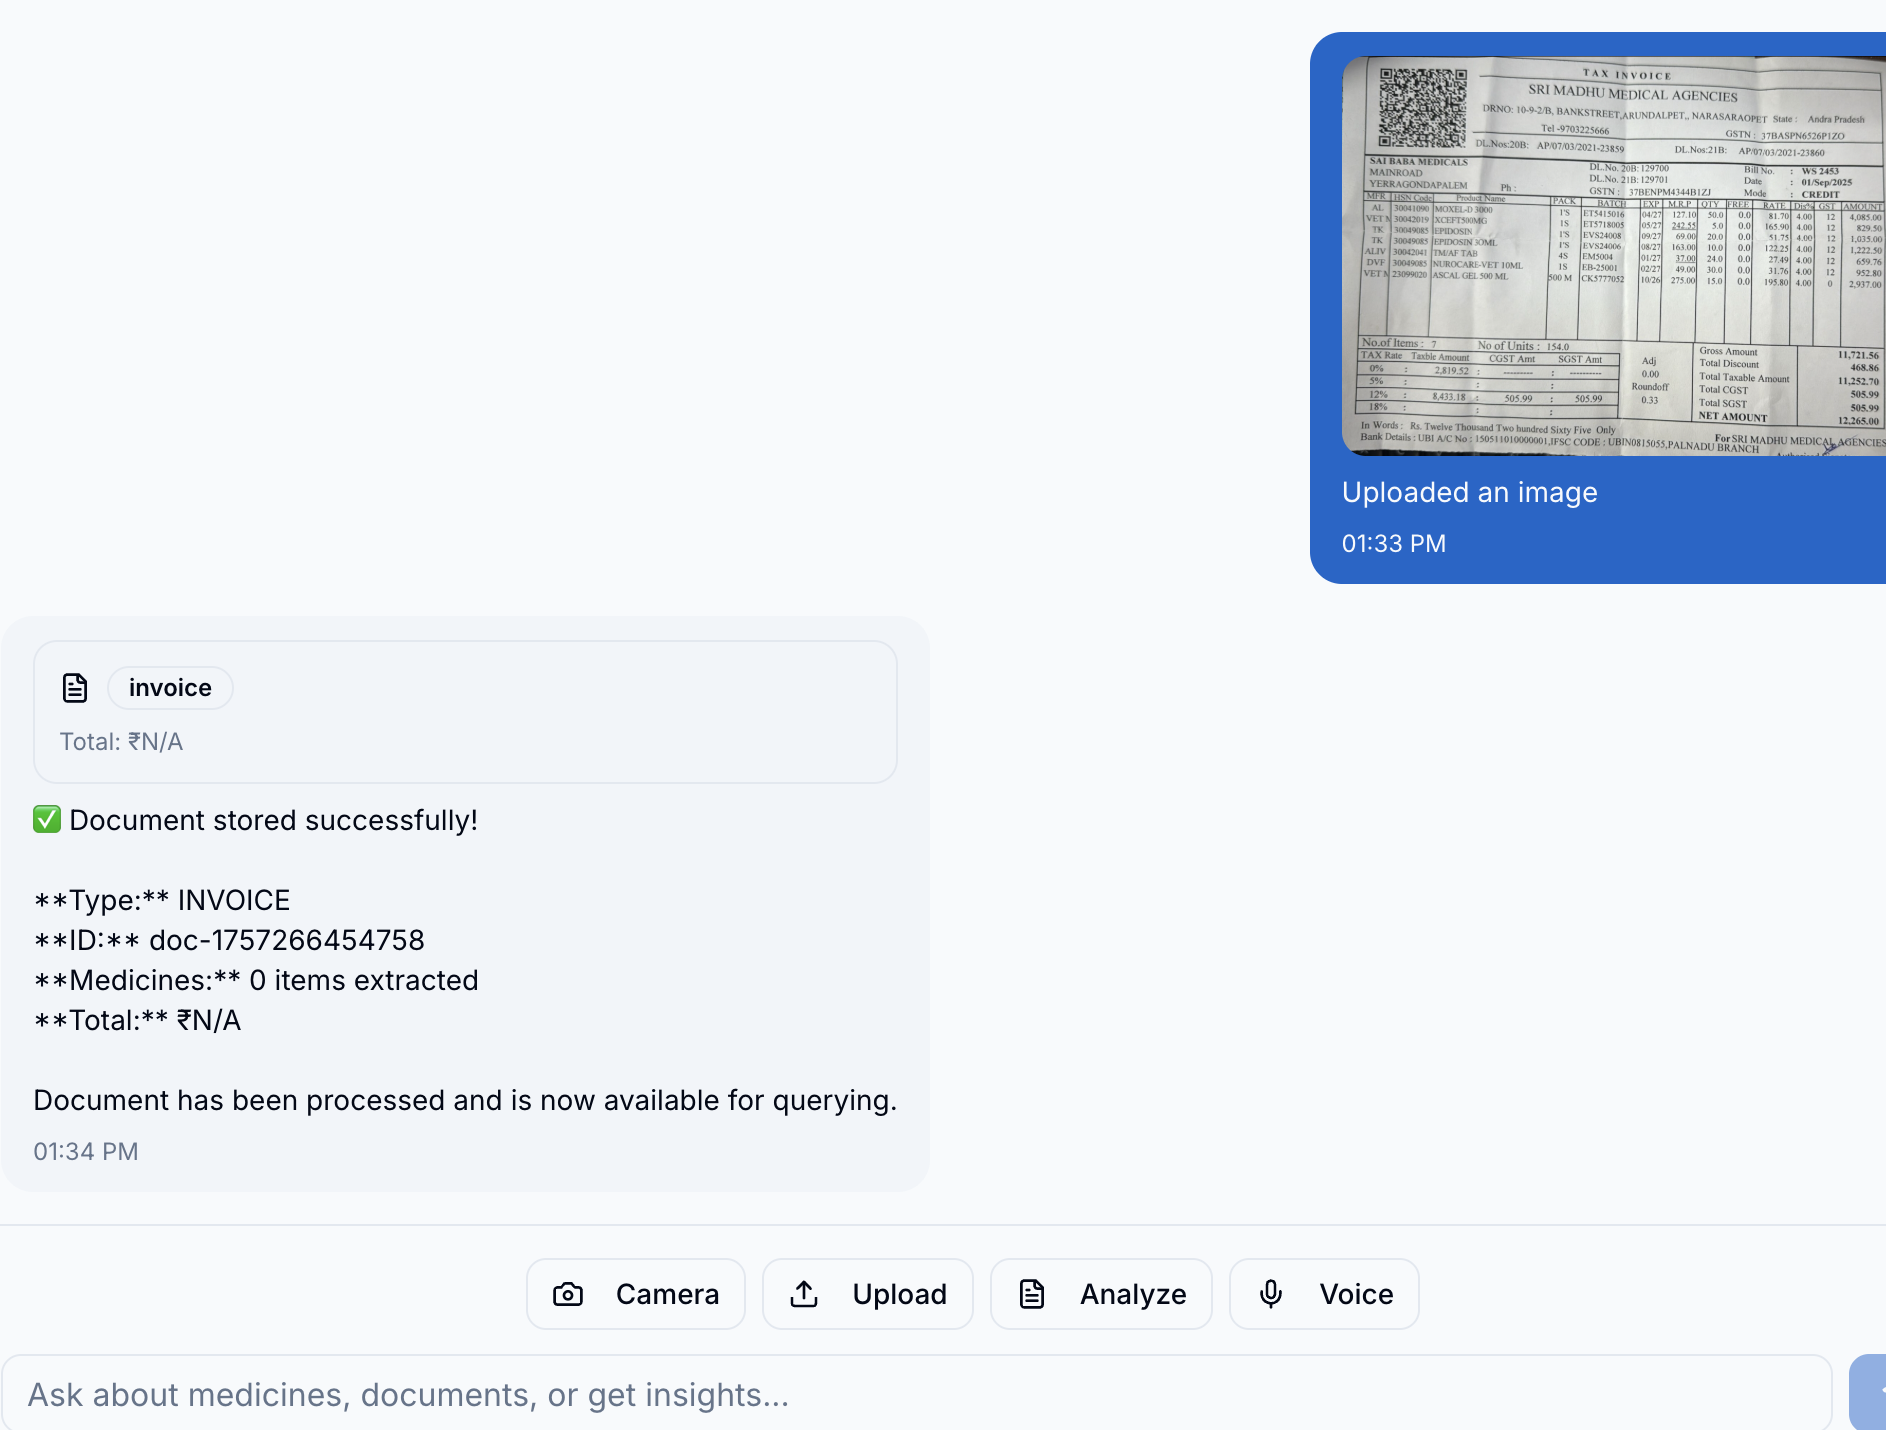 TAX INVOICE
SRI MADHU MEDICAL AGENCIES
DRNO: 10-9-2/B, BANKSTREET,ARUNDALPET,, NARASARAOPET State : Andra Pradesh
Tel -9703225666 GSTN : 37BASPN6526P1ZO
DL.Nos:20B: AP/07/03/2021-23859 DL.Nos:21B: AP/07/03/2021-23860
SAI BABA MEDICALS DL.No. 20B: 129700 Bill No. : WS 2453
MAINROAD DL.No. 21B: 129701 Date : 01/Sep/2025
YERRAGONDAPALEM Ph : GSTN : 37BENPM4344B1ZJ Mode : CREDIT
MFR HSN Code Product Name PACK BATCH EXP M.R.P QTY FREE RATE Dis% GST AMOUNT
AL 30041090 MOXEL-D 3000 1'S ET5415016 04/27 127.10 50.0 0.0 81.70 4.00 12 4,085.00
VET M 30042019 XCEFT500MG 1S ET5718005 05/27 242.55 5.0 0.0 165.90 4.00 12 829.50
TK 30049085 EPIDOSIN 1'S EVS24008 09/27 69.00 20.0 0.0 51.75 4.00 12 1,035.00
TK 30049085 EPIDOSIN 30ML 1'S EVS24006 08/27 163.00 10.0 0.0 122.25 4.00 12 1,222.50
ALIV 30042041 TM/AF TAB 4S EM5004 01/27 37.00 24.0 0.0 27.49 4.00 12 659.76
DVF 30049085 NUROCARE-VET 10ML 1S EB-25001 02/27 49.00 30.0 0.0 31.76 4.00 12 952.80
VET M 23099020 ASCAL GEL 500 ML 500 M CK5777052 10/26 275.00 15.0 0.0 195.80 4.00 0 2,937.00
No.of Items : 7 No of Units : 154.0
TAX Rate Taxble Amount CGST Amt SGST Amt
0% : 2,819.52 : --------- : ----------
5% : : :
12% : 8,433.18 : 505.99 : 505.99
18% : : :
Adj
0.00
Roundoff
0.33
Gross Amount 11,721.56
Total Discount 468.86
Total Taxable Amount 11,252.70
Total CGST 505.99
Total SGST 505.99
NET AMOUNT 12,265.00
In Words : Rs. Twelve Thousand Two hundred Sixty Five Only
Bank Details : UBI A/C No : 150511010000001,IFSC CODE : UBIN0815055,PALNADU BRANCH
For SRI MADHU MEDICAL AGENCIES
Uploaded an image
01:33 PM
invoice
Total: ₹N/A
✅ Document stored successfully!
**Type:** INVOICE
**ID:** doc-1757266454758
**Medicines:** 0 items extracted
**Total:** ₹N/A
Document has been processed and is now available for querying.
01:34 PM
Camera Upload Analyze Voice
Ask about medicines, documents, or get insights...